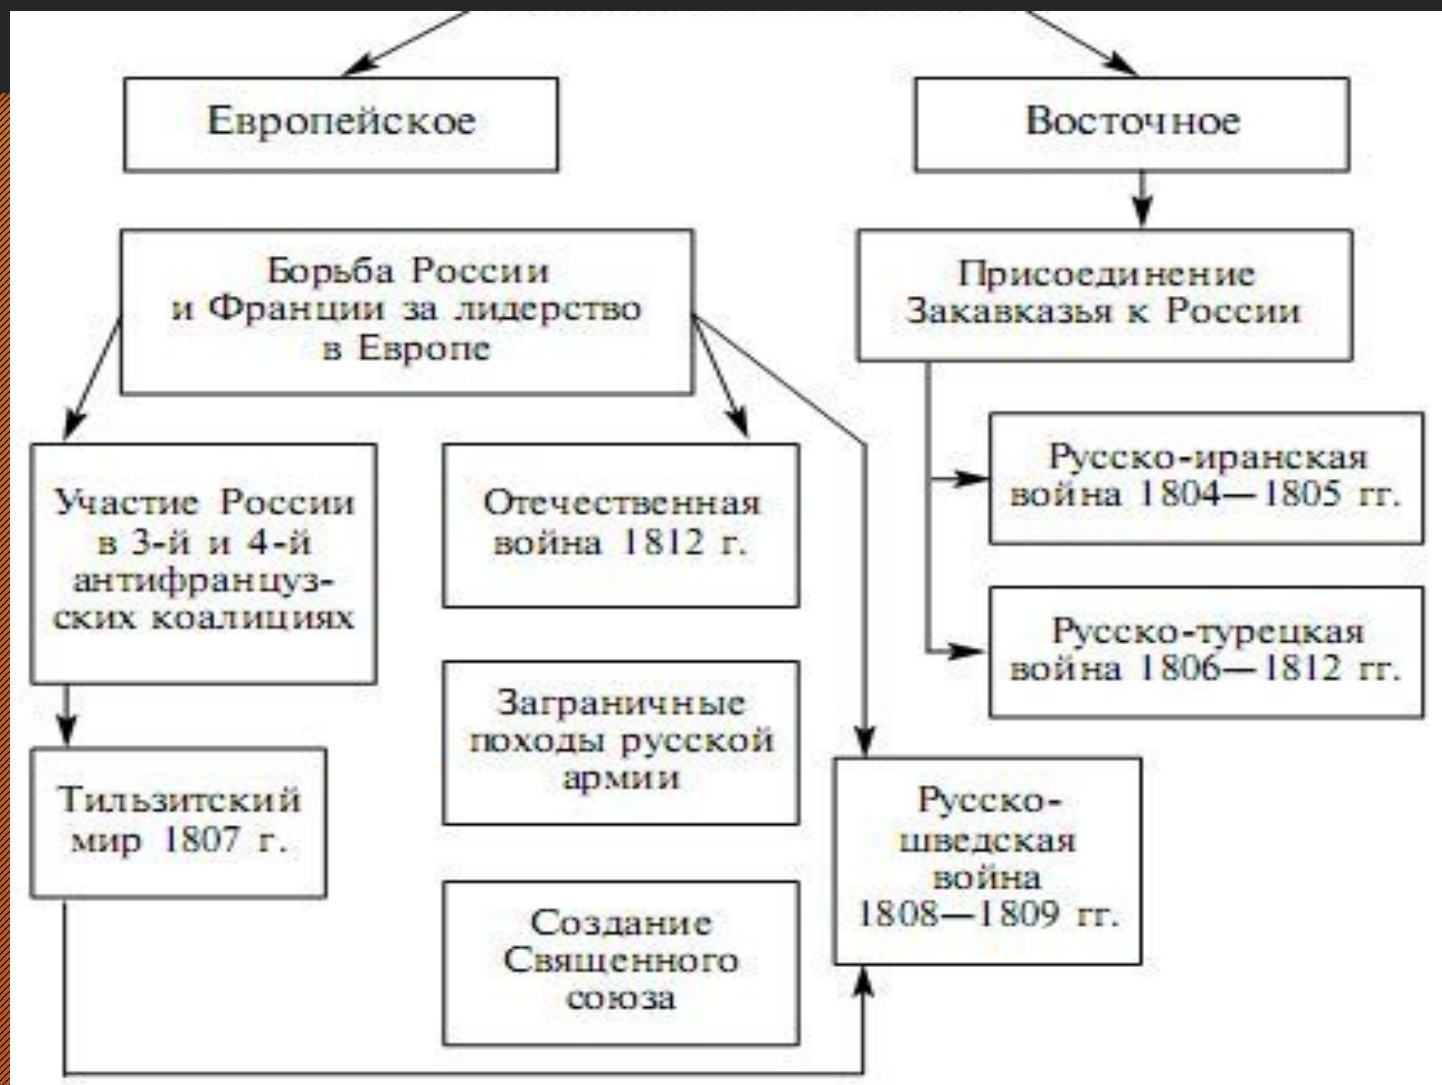 Европейское
Восточное
Борьба России
и Франции за лидерство
в Европе
Присоединение
Закавказья к России
Участие России
в 3-й и 4-й
антифранцуз-
ских коалициях
Отечественная
война 1812 г.
Русско-иранская
война 1804—1805 гг.
Русско-турецкая
война 1806—1812 гг.
Заграничные
походы русской
армии
Тильзитский
мир 1807 г.
Русско-
шведская
война
1808—1809 гг.
Создание
Священного
союза